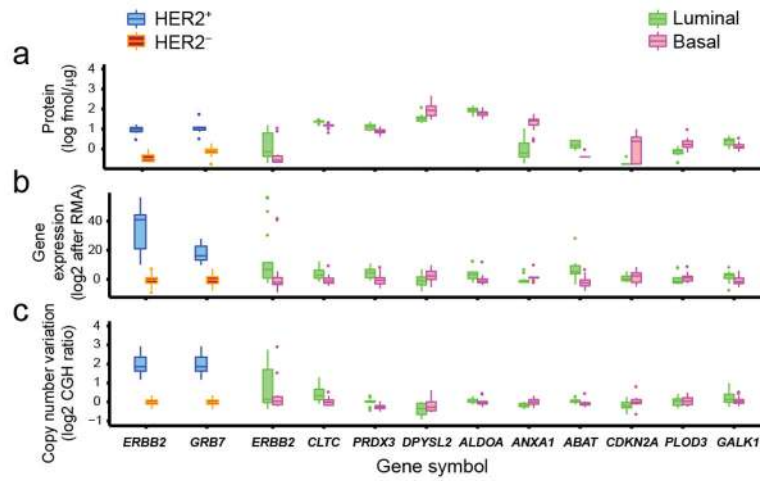 HER2⁺
HER2⁻
Luminal
Basal
a
Protein
(log fmol/µg)
4
3
2
1
0
b
Gene
expression
(log2 after RMA)
40
20
0
c
Copy number variation
(log2 CGH ratio)
4
3
2
1
0
−1
ERBB2 GRB7 ERBB2 CLTC PRDX3 DPYSL2 ALDOA ANXA1 ABAT CDKN2A PLOD3 GALK1
Gene symbol